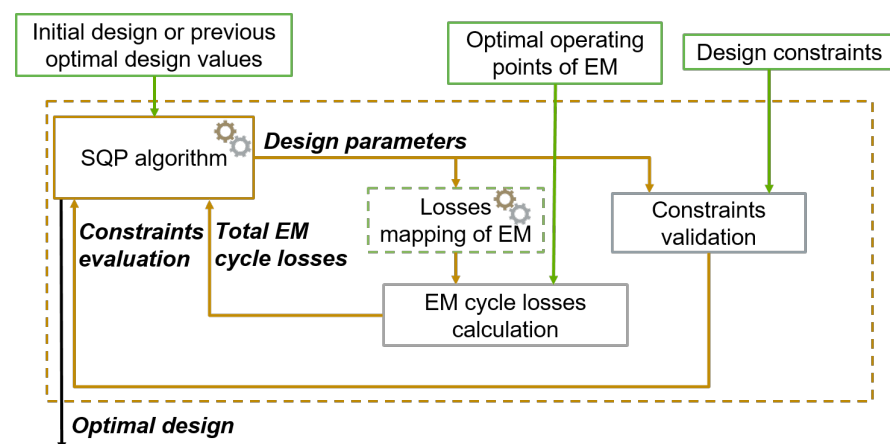 Initial design or previous
optimal design values
Optimal operating
points of EM
Design constraints
SQP algorithm
Design parameters
Losses
mapping of EM
Constraints
validation
Constraints
evaluation
Total EM
cycle losses
EM cycle losses
calculation
Optimal design